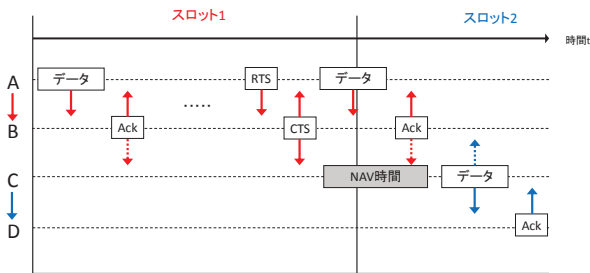 スロット1
スロット2
時間t
A
データ
RTS
データ
B
Ack
.....
CTS
Ack
C
NAV時間
データ
D
Ack